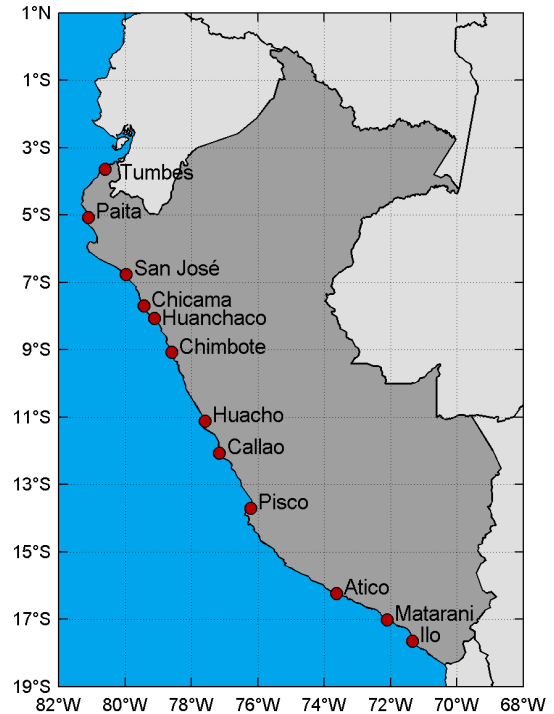 1°N
1°S
3°S
Tumbes
5°S
Paita
7°S
San José
Chicama
Huanchaco
9°S
Chimbote
11°S
Huacho
Callao
13°S
Pisco
15°S
Atico
17°S
Matarani
Ilo
19°S
82°W 80°W 78°W 76°W 74°W 72°W 70°W 68°W